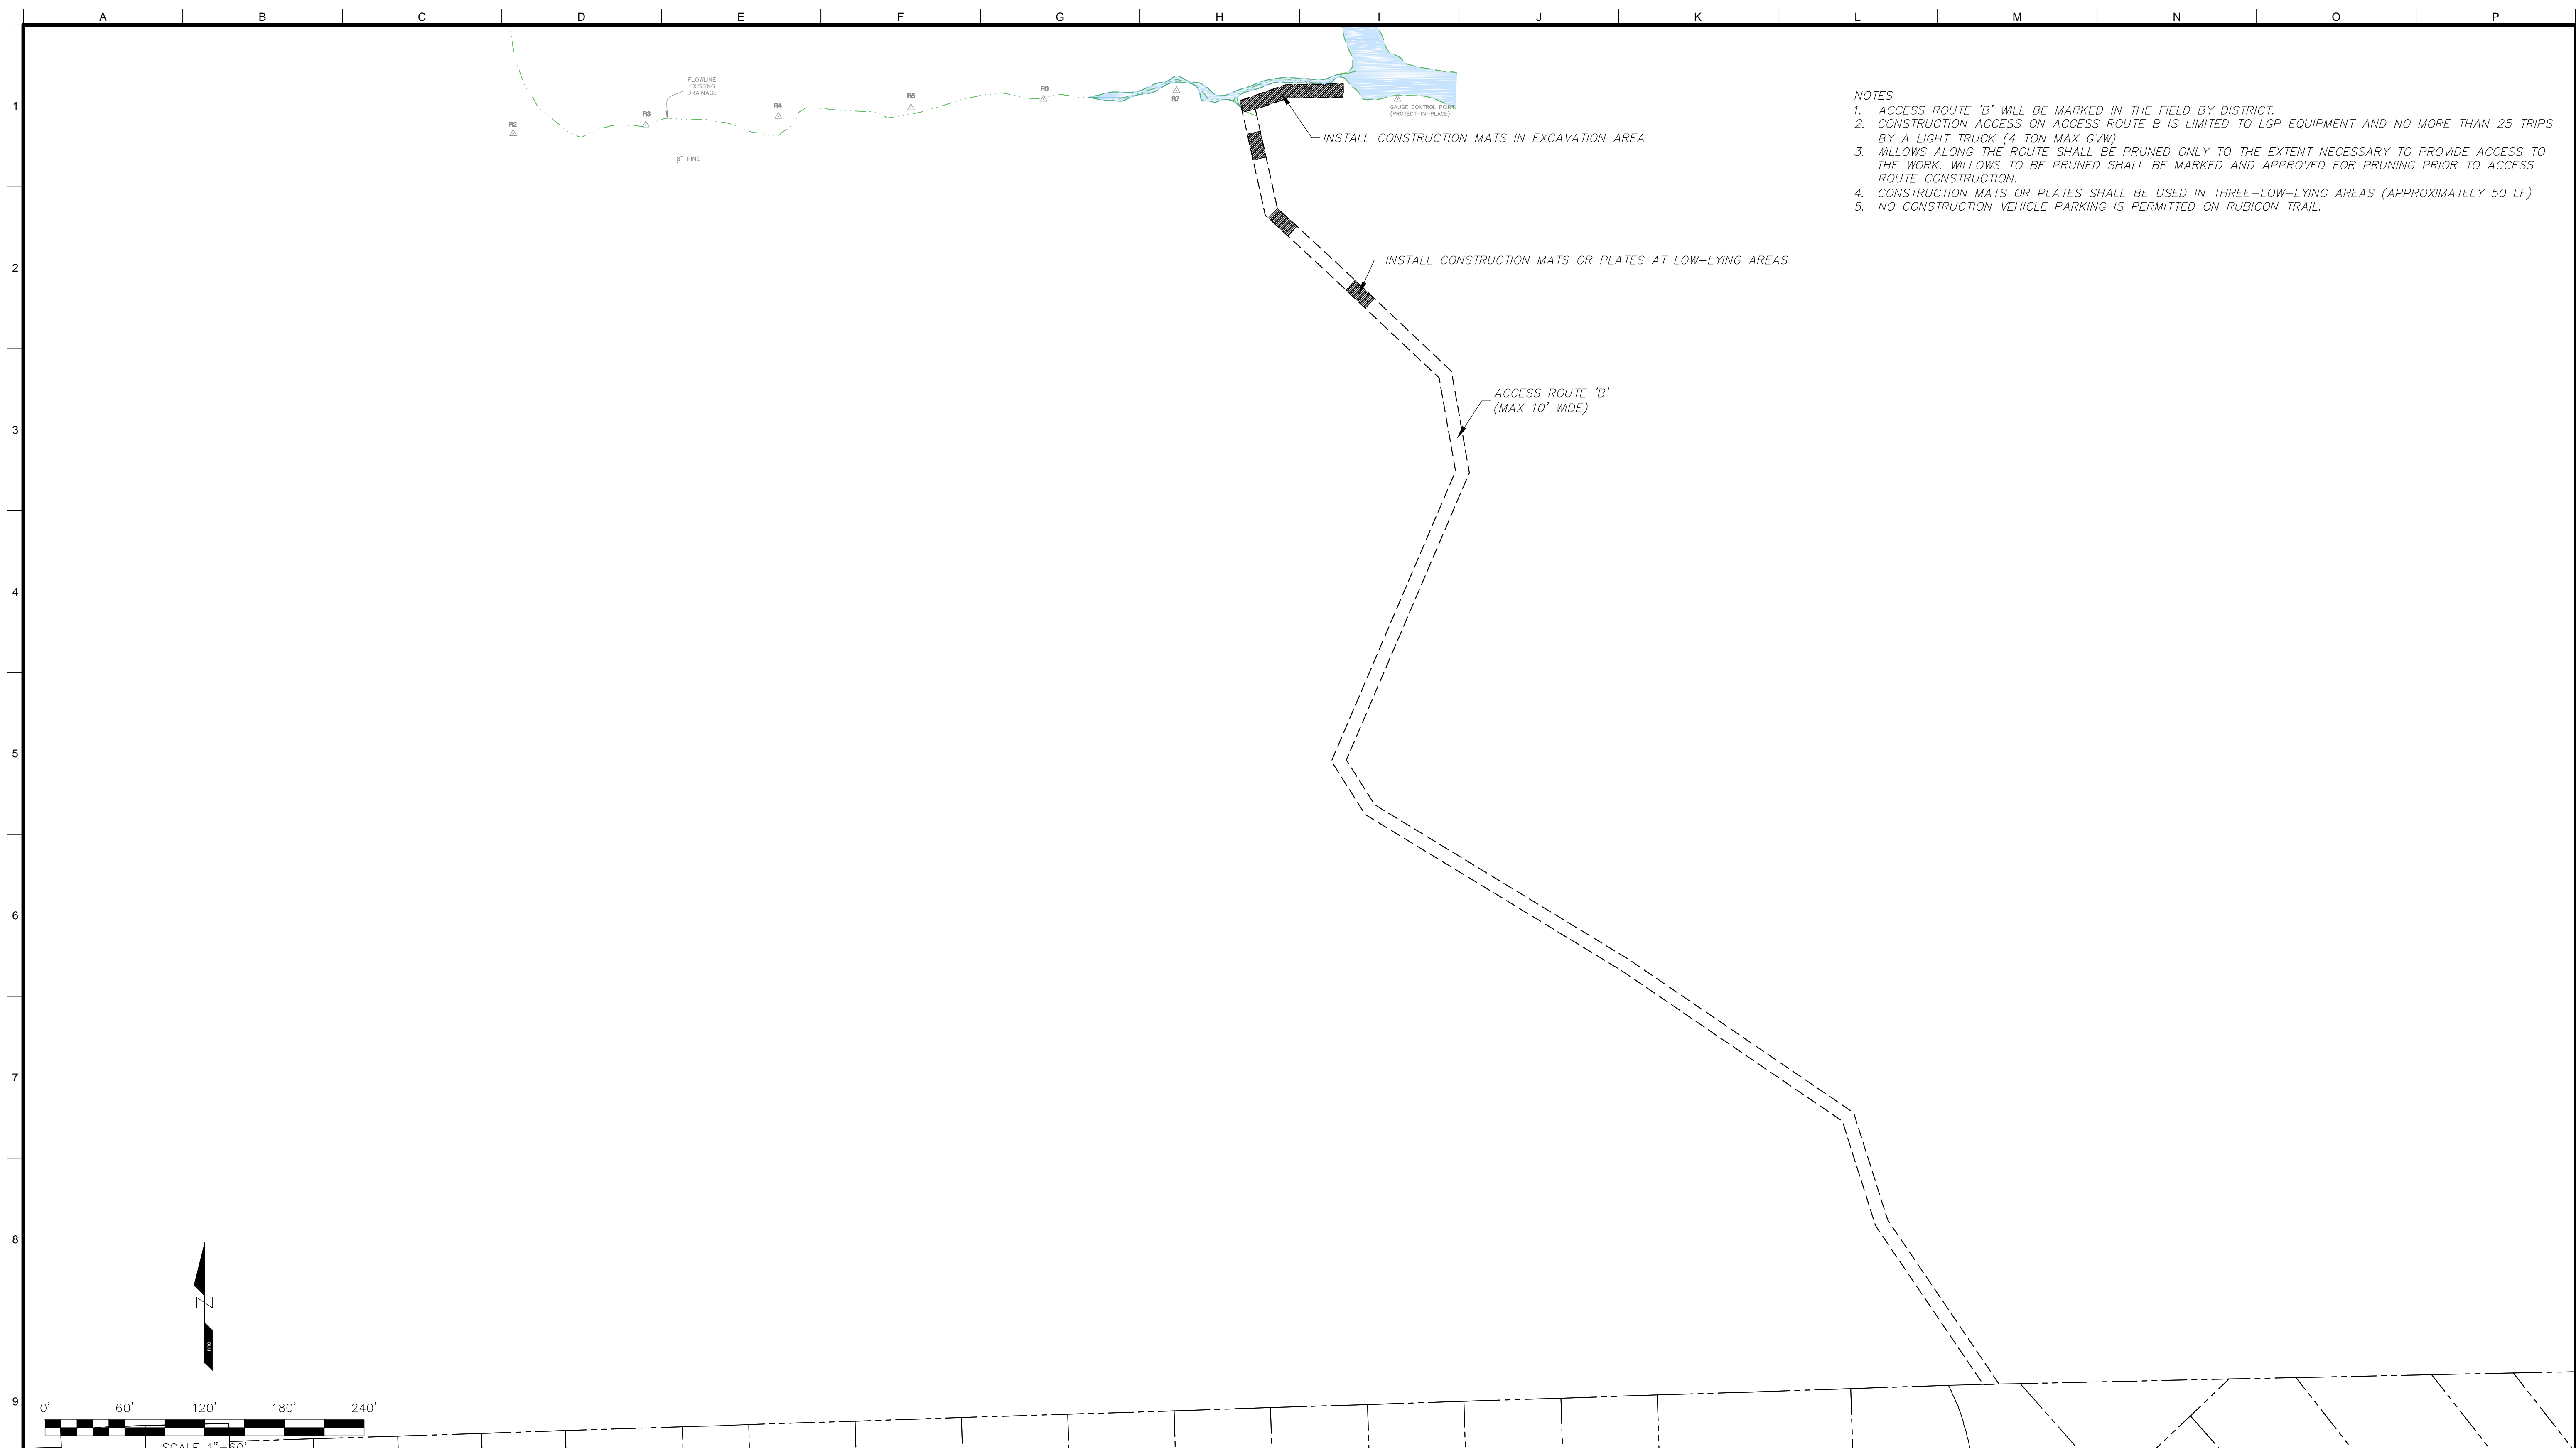 A B C D E F G H I J K L M N O P
1
2
3
4
5
6
7
8
9
FLOWLINE
EXISTING
DRAINAGE
R2
R3
R4
R5
R6
R7
R8
8" PINE
GAUGE CONTROL POINT
(PROTECT-IN-PLACE)
INSTALL CONSTRUCTION MATS IN EXCAVATION AREA
INSTALL CONSTRUCTION MATS OR PLATES AT LOW-LYING AREAS
ACCESS ROUTE 'B'
(MAX 10' WIDE)
NOTES
1. ACCESS ROUTE 'B' WILL BE MARKED IN THE FIELD BY DISTRICT.
2. CONSTRUCTION ACCESS ON ACCESS ROUTE B IS LIMITED TO LGP EQUIPMENT AND NO MORE THAN 25 TRIPS
BY A LIGHT TRUCK (4 TON MAX GVW).
3. WILLOWS ALONG THE ROUTE SHALL BE PRUNED ONLY TO THE EXTENT NECESSARY TO PROVIDE ACCESS TO
THE WORK. WILLOWS TO BE PRUNED SHALL BE MARKED AND APPROVED FOR PRUNING PRIOR TO ACCESS
ROUTE CONSTRUCTION.
4. CONSTRUCTION MATS OR PLATES SHALL BE USED IN THREE-LOW-LYING AREAS (APPROXIMATELY 50 LF)
5. NO CONSTRUCTION VEHICLE PARKING IS PERMITTED ON RUBICON TRAIL.
N
0' 60' 120' 180' 240'
SCALE 1"=60'